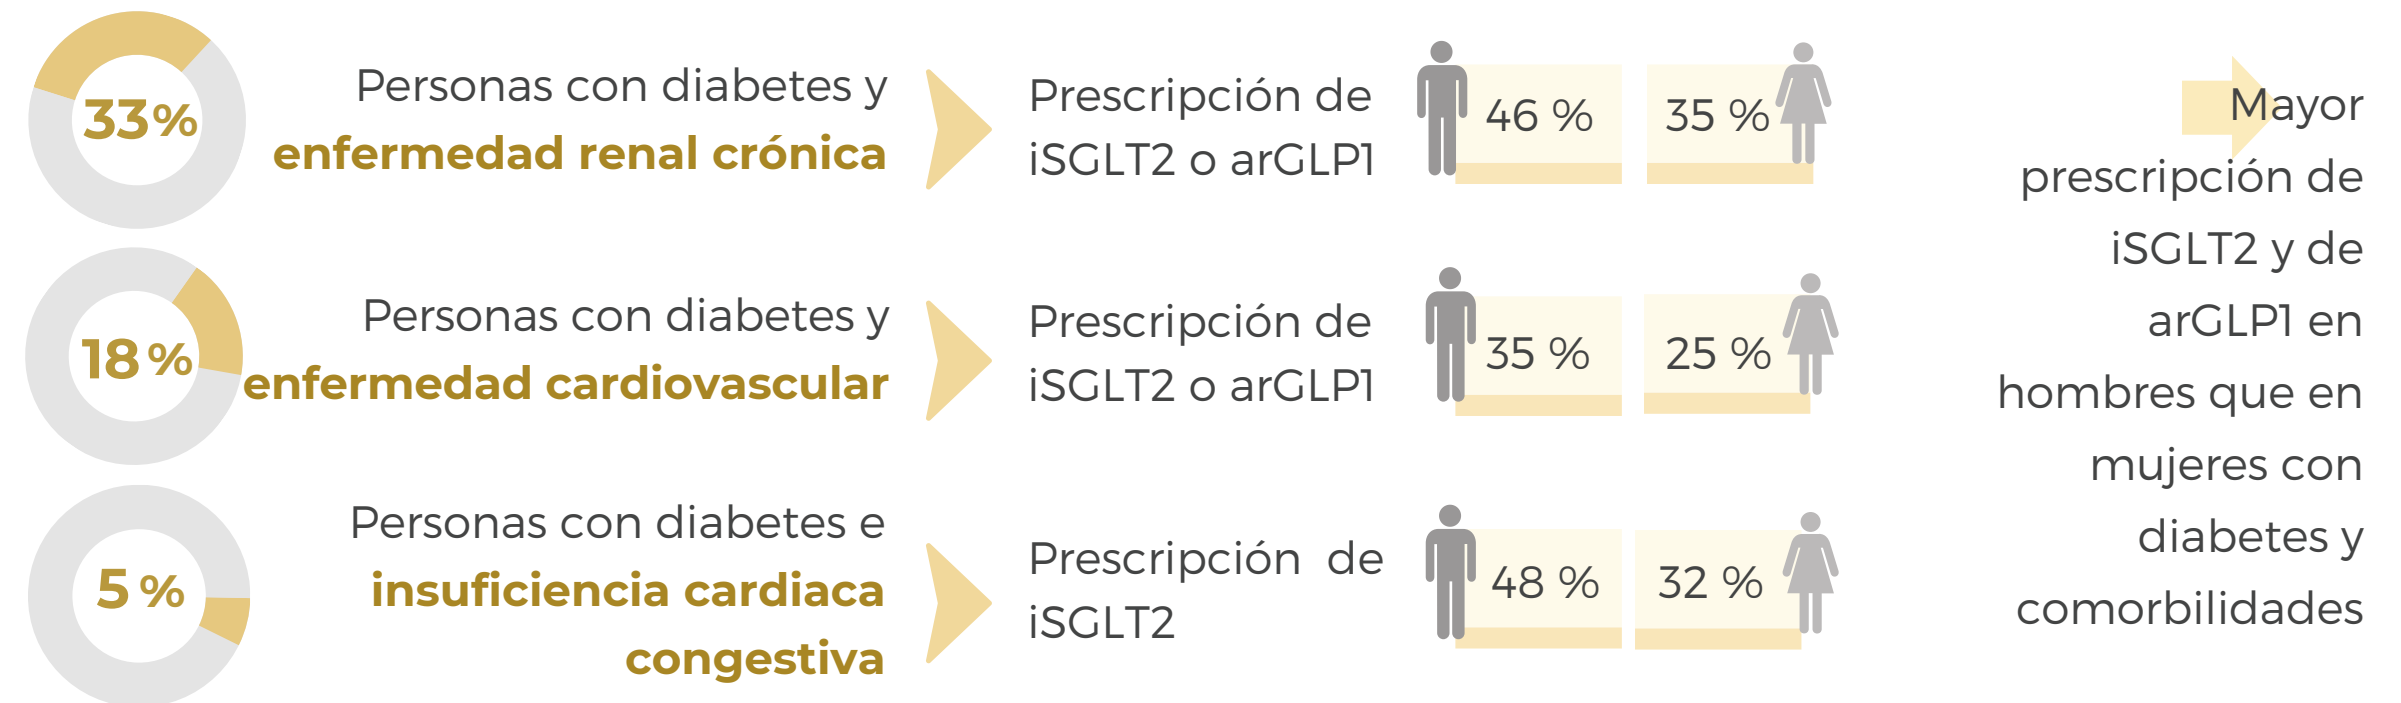 33%
Personas con diabetes y
enfermedad renal crónica
Prescripción de
iSGLT2 o arGLP1
46 %
35 %
18 %
Personas con diabetes y
enfermedad cardiovascular
Prescripción de
iSGLT2 o arGLP1
35 %
25 %
5 %
Personas con diabetes e
insuficiencia cardiaca
congestiva
Prescripción de
iSGLT2
48 %
32 %
Mayor
prescripción de
iSGLT2 y de
arGLP1 en
hombres que en
mujeres con
diabetes y
comorbilidades